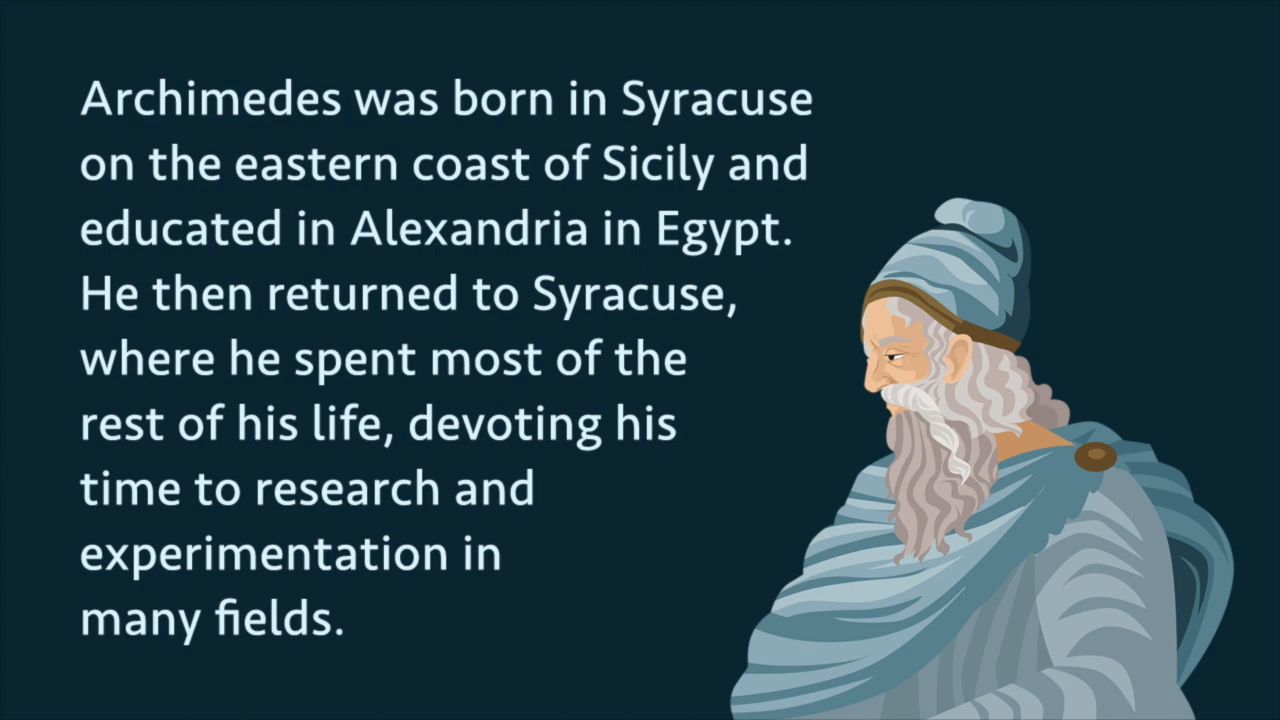 Archimedes was born in Syracuse
on the eastern coast of Sicily and
educated in Alexandria in Egypt.
He then returned to Syracuse,
where he spent most of the
rest of his life, devoting his
time to research and
experimentation in
many fields.